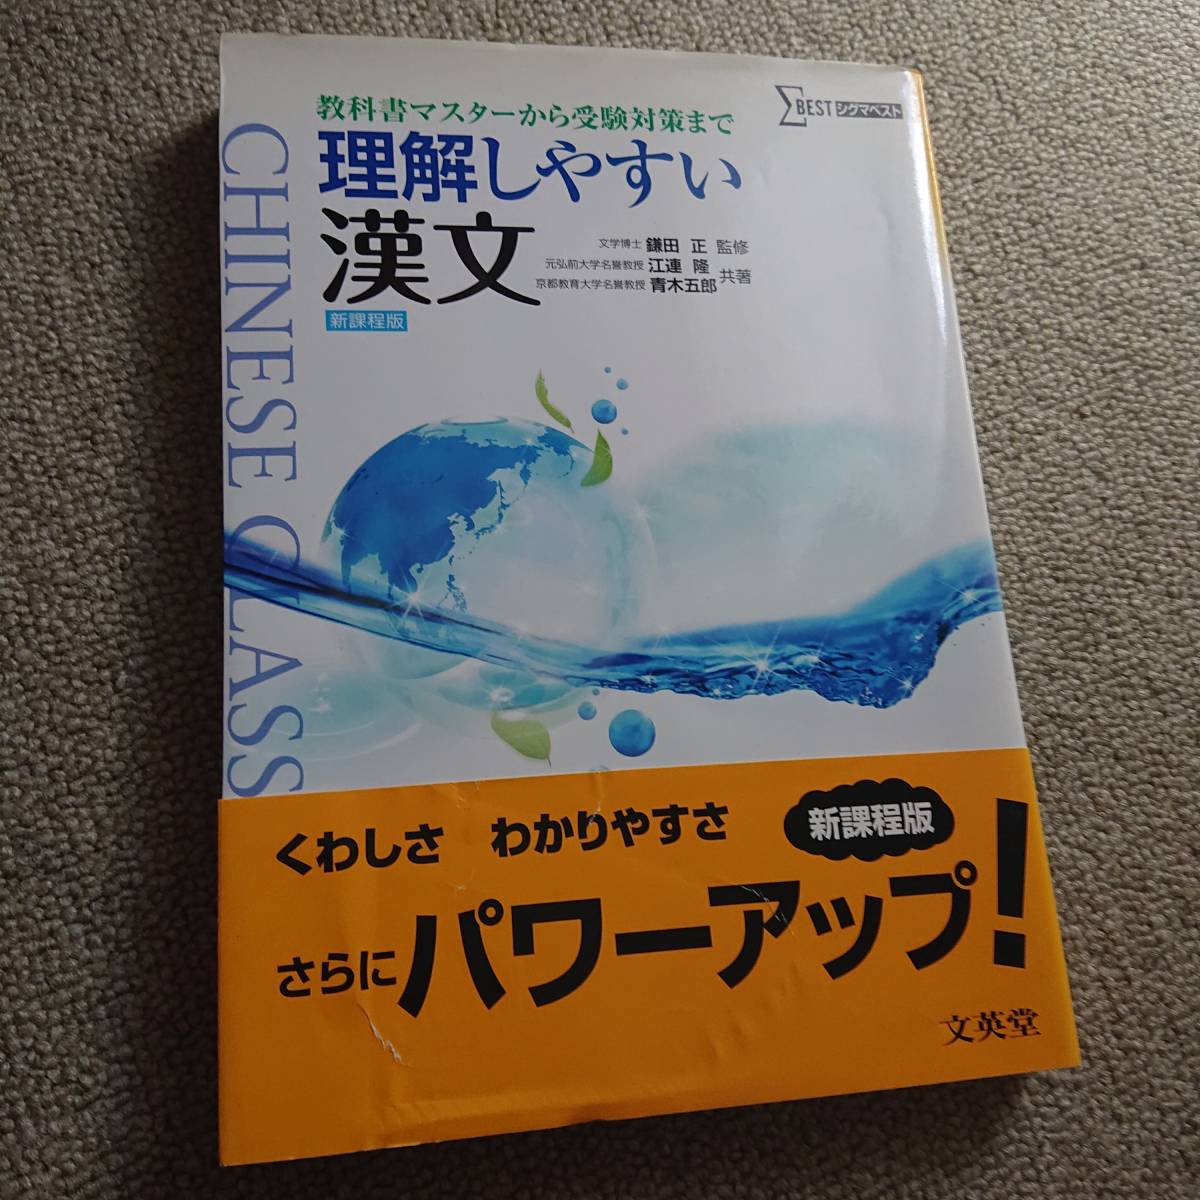 教科書マスターから受験対策まで
ΣBEST シグマベスト
理解しやすい
漢文
文学博士 鎌田 正 監修
元弘前大学名誉教授 江連 隆
京都教育大学名誉教授 青木五郎 共著
新課程版
CHINESE CLASS
くわしさ わかりやすさ
新課程版
さらにパワーアップ!
文英堂